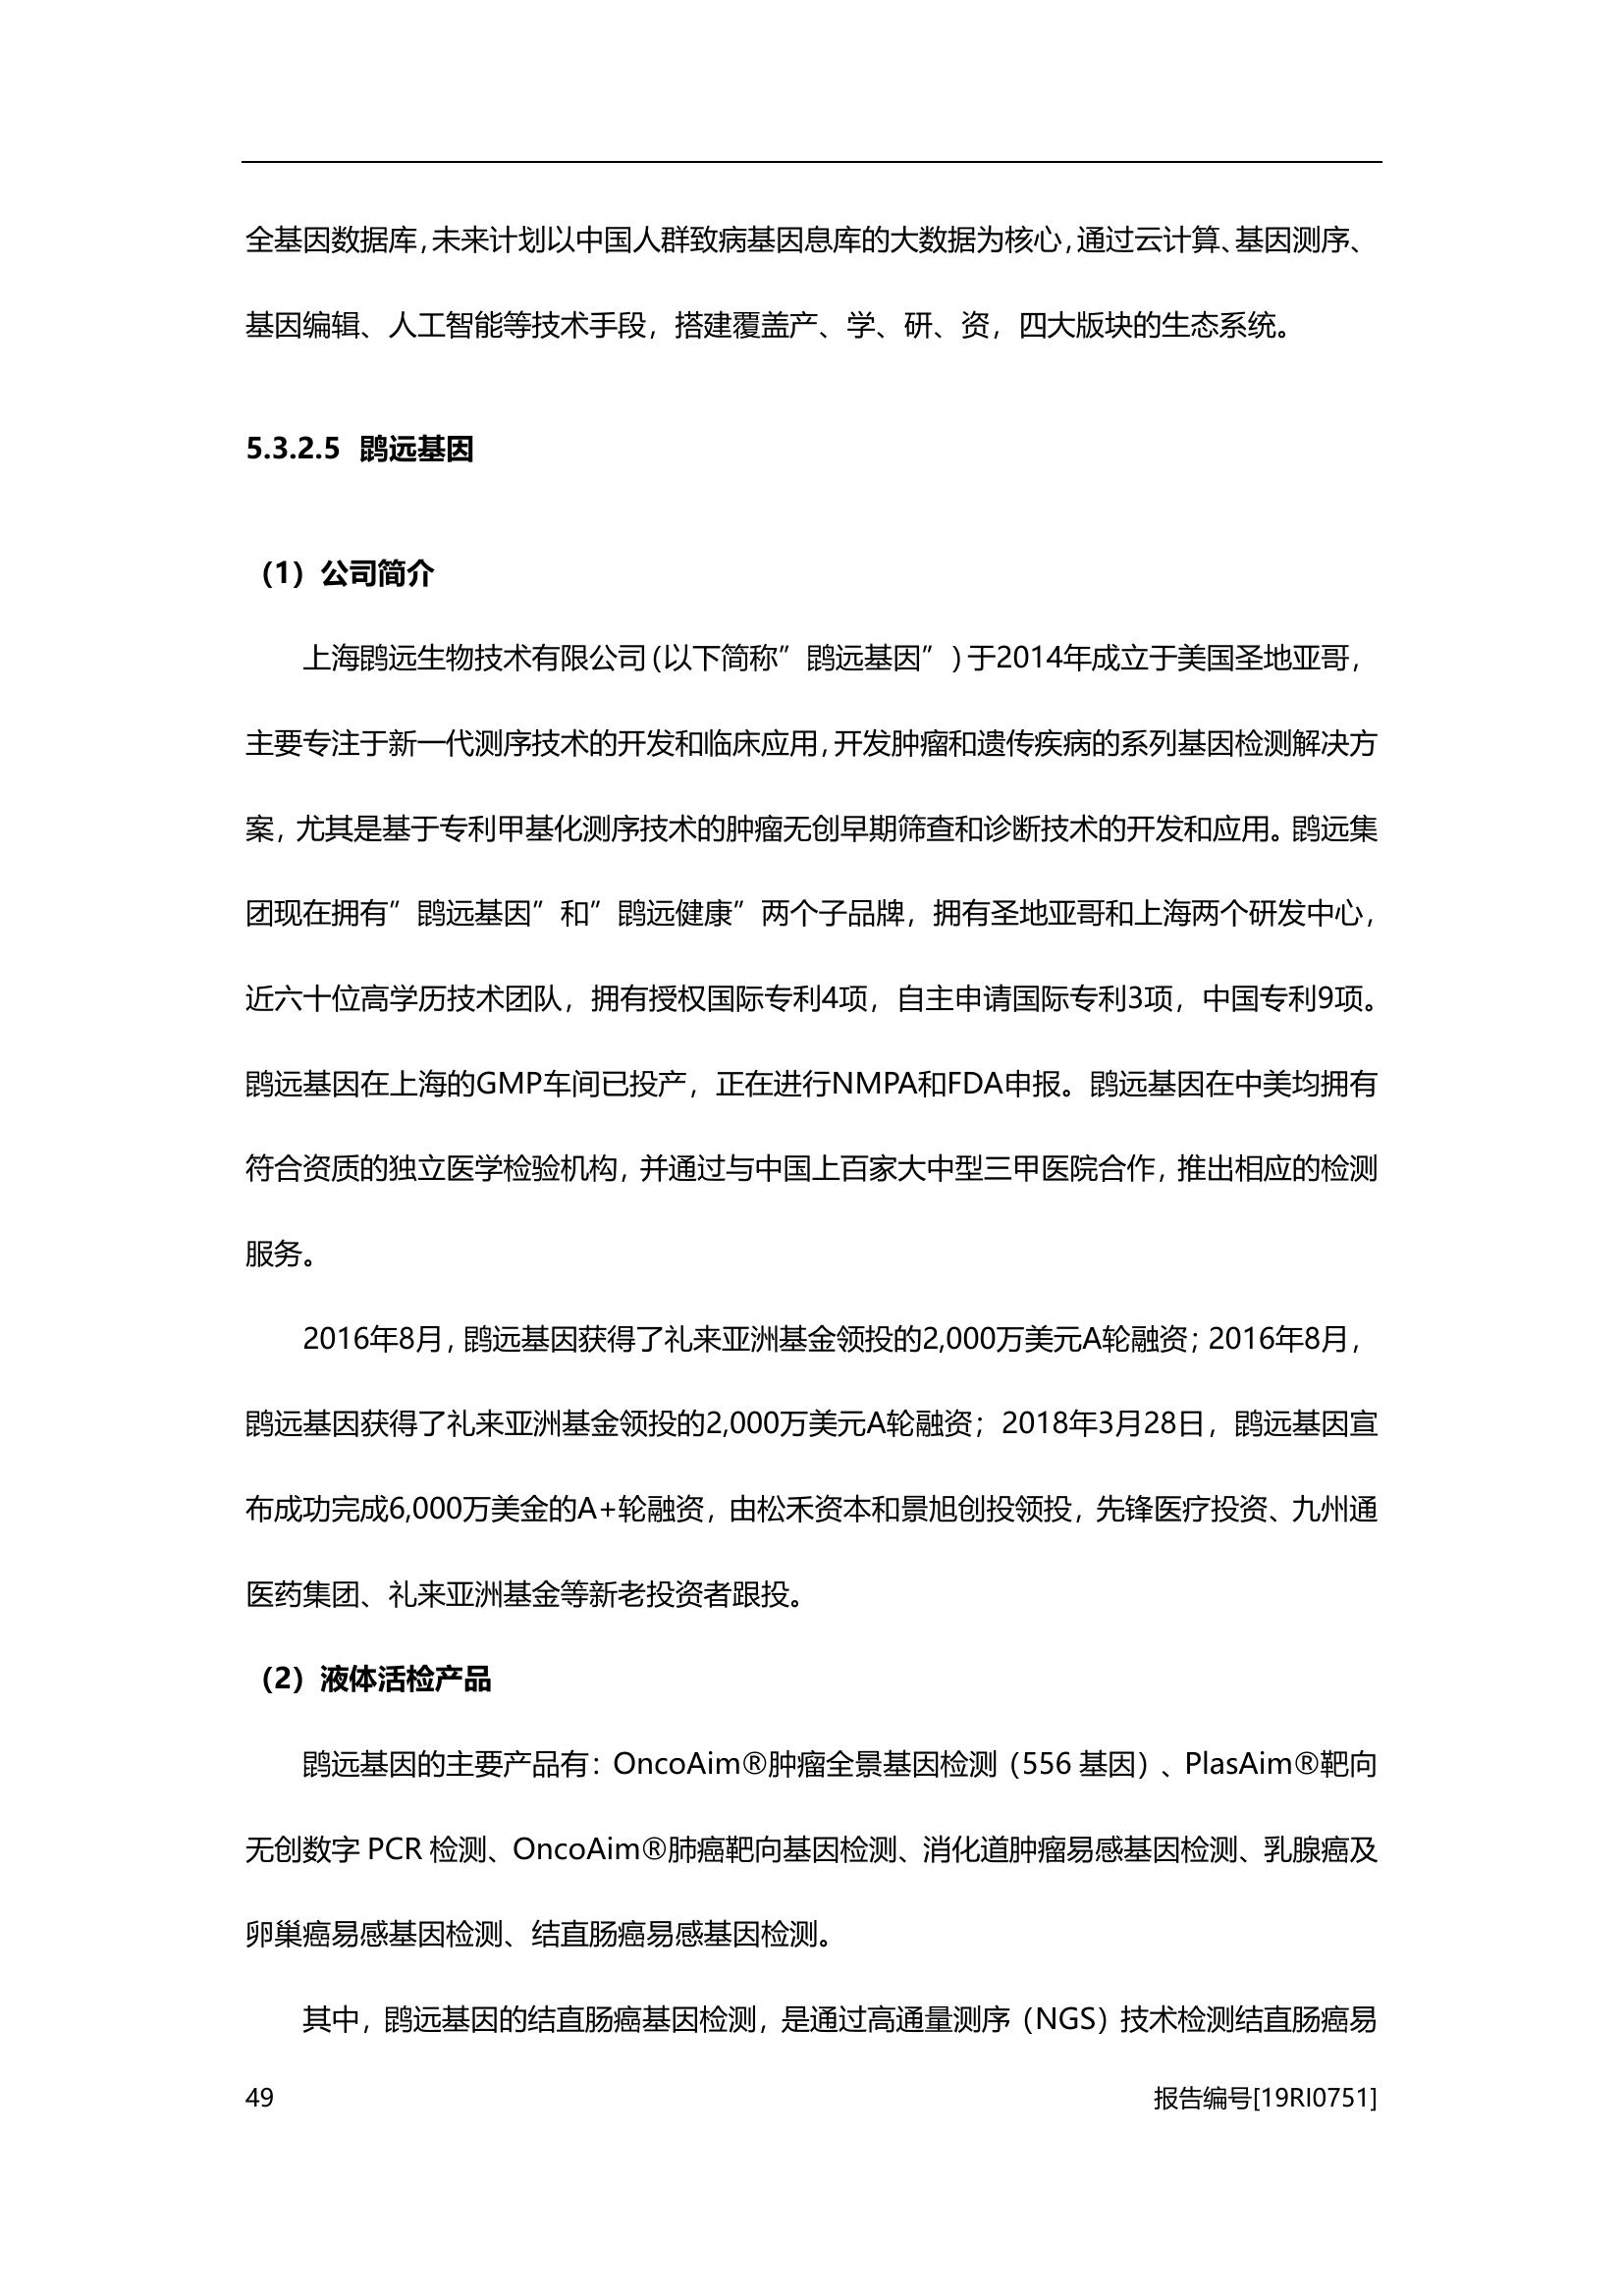 全基因数据库，未来计划以中国人群致病基因息库的大数据为核心，通过云计算、基因测序、
基因编辑、人工智能等技术手段，搭建覆盖产、学、研、资，四大版块的生态系统。
5.3.2.5 鹍远基因
（1）公司简介
上海鹍远生物技术有限公司（以下简称”鹍远基因”）于2014年成立于美国圣地亚哥，
主要专注于新一代测序技术的开发和临床应用，开发肿瘤和遗传疾病的系列基因检测解决方
案，尤其是基于专利甲基化测序技术的肿瘤无创早期筛查和诊断技术的开发和应用。鹍远集
团现在拥有”鹍远基因”和”鹍远健康”两个子品牌，拥有圣地亚哥和上海两个研发中心，
近六十位高学历技术团队，拥有授权国际专利4项，自主申请国际专利3项，中国专利9项。
鹍远基因在上海的GMP车间已投产，正在进行NMPA和FDA申报。鹍远基因在中美均拥有
符合资质的独立医学检验机构，并通过与中国上百家大中型三甲医院合作，推出相应的检测
服务。
2016年8月，鹍远基因获得了礼来亚洲基金领投的2,000万美元A轮融资；2016年8月，
鹍远基因获得了礼来亚洲基金领投的2,000万美元A轮融资；2018年3月28日，鹍远基因宣
布成功完成6,000万美金的A+轮融资，由松禾资本和景旭创投领投，先锋医疗投资、九州通
医药集团、礼来亚洲基金等新老投资者跟投。
（2）液体活检产品
鹍远基因的主要产品有：OncoAim®肿瘤全景基因检测（556 基因）、PlasAim®靶向
无创数字 PCR 检测、OncoAim®肺癌靶向基因检测、消化道肿瘤易感基因检测、乳腺癌及
卵巢癌易感基因检测、结直肠癌易感基因检测。
其中，鹍远基因的结直肠癌基因检测，是通过高通量测序（NGS）技术检测结直肠癌易
49 报告编号[19RI0751]